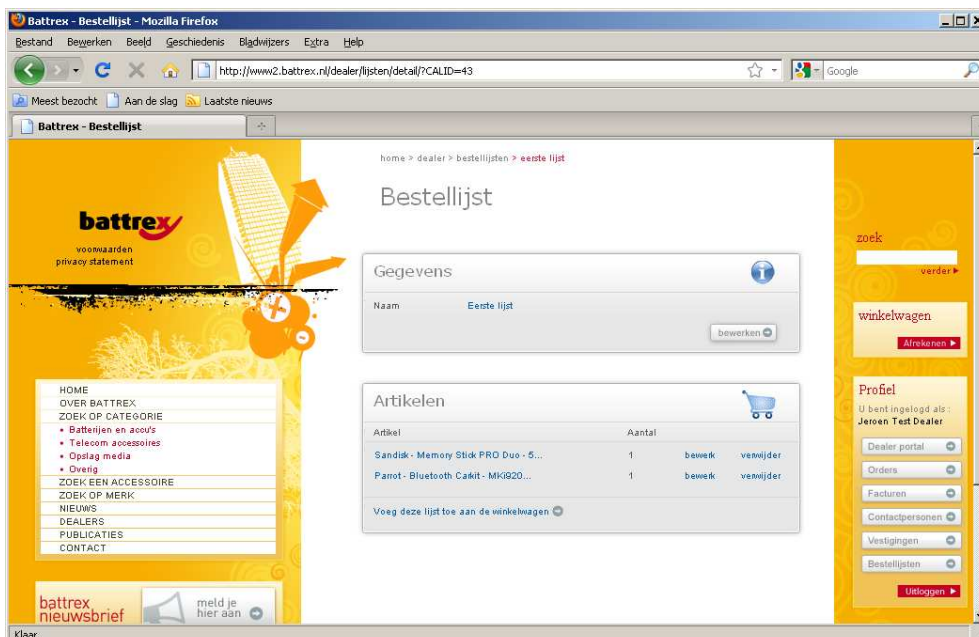 Battrex - Bestellijst - Mozilla Firefox
Bestand Bewerken Beeld Geschiedenis Bladwijzers Extra Help
http://www2.battrex.nl/dealer/lijsten/detail/?CALID=43
Google
Meest bezocht Aan de slag Laatste nieuws
Battrex - Bestellijst
battrex
voorwaarden
privacy statement
HOME
OVER BATTREX
ZOEK OP CATEGORIE
• Batterijen en accu's
• Telecom accessoires
• Opslag media
• Overig
ZOEK EEN ACCESSOIRE
ZOEK OP MERK
NIEUWS
DEALERS
PUBLICATIES
CONTACT
battrex
nieuwsbrief
meld je
hier aan
home > dealer > bestellijsten > eerste lijst
Bestellijst
Gegevens
Naam Eerste lijst
bewerken
Artikelen
Artikel Aantal
Sandisk - Memory Stick PRO Duo - 5... 1 bewerk verwijder
Parrot - Bluetooth Carkit - MKi920... 1 bewerk verwijder
Voeg deze lijst toe aan de winkelwagen
zoek
verder
winkelwagen
Afrekenen
Profiel
U bent ingelogd als :
Jeroen Test Dealer
Dealer portal
Orders
Facturen
Contactpersonen
Vestigingen
Bestellijsten
Uitloggen
Klaar